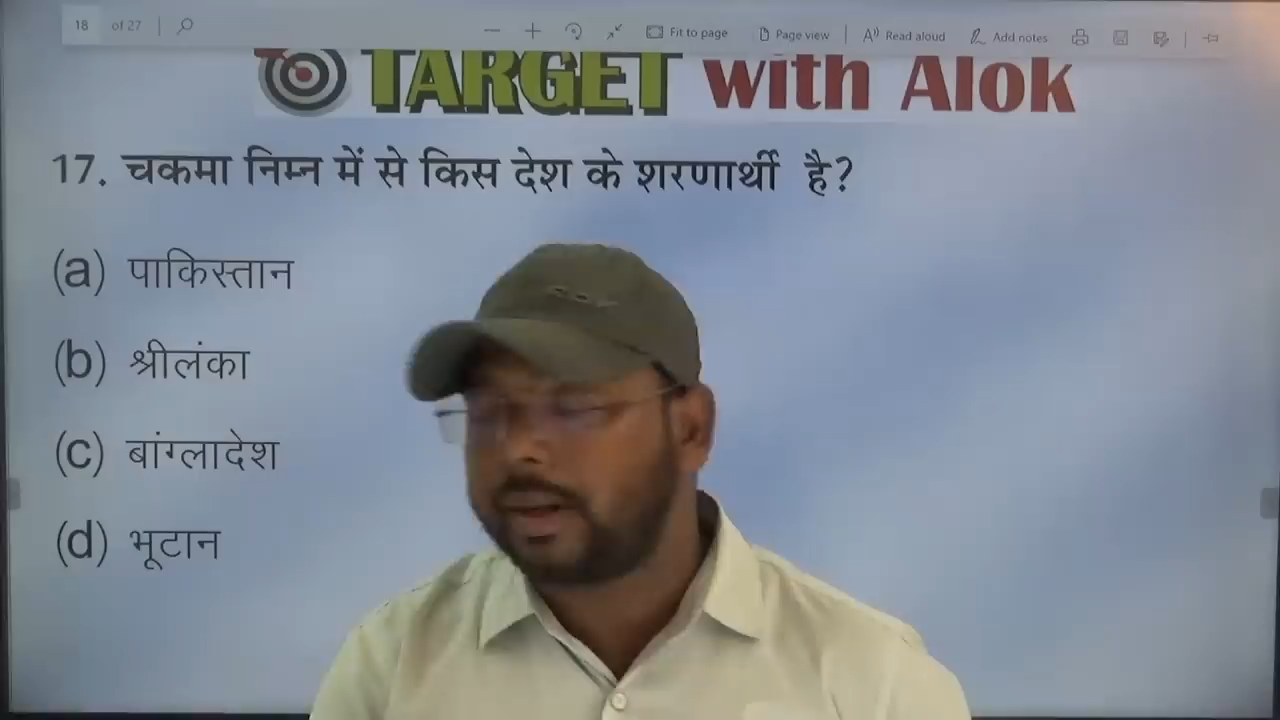 18 of 27 Fit to page Page view Read aloud Add notes
TARGET with Alok
17. चकमा निम्न में से किस देश के शरणार्थी है?
(a) पाकिस्तान
(b) श्रीलंका
(c) बांग्लादेश
(d) भूटान